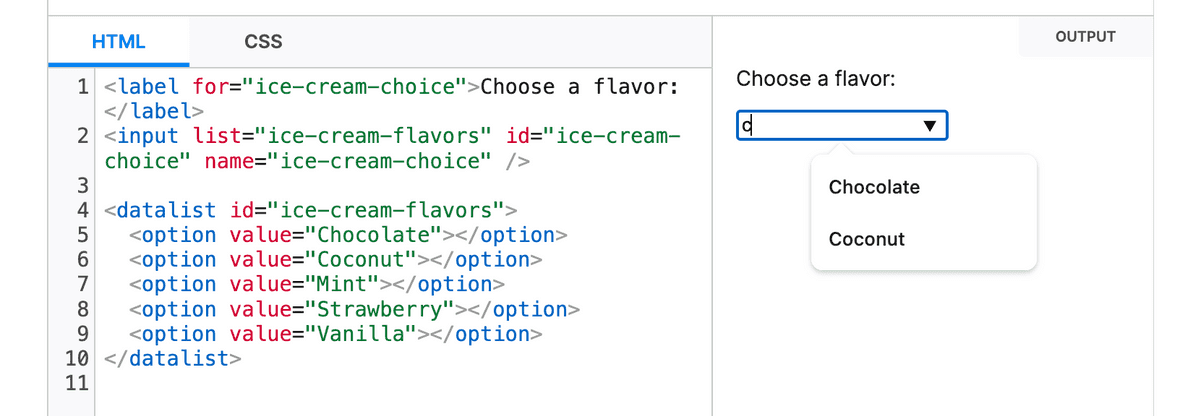 HTML CSS OUTPUT
1 <label for="ice-cream-choice">Choose a flavor:
</label>
2 <input list="ice-cream-flavors" id="ice-cream-
choice" name="ice-cream-choice" />
3
4 <datalist id="ice-cream-flavors">
5 <option value="Chocolate"></option>
6 <option value="Coconut"></option>
7 <option value="Mint"></option>
8 <option value="Strawberry"></option>
9 <option value="Vanilla"></option>
10 </datalist>
11
Choose a flavor:
c
Chocolate
Coconut